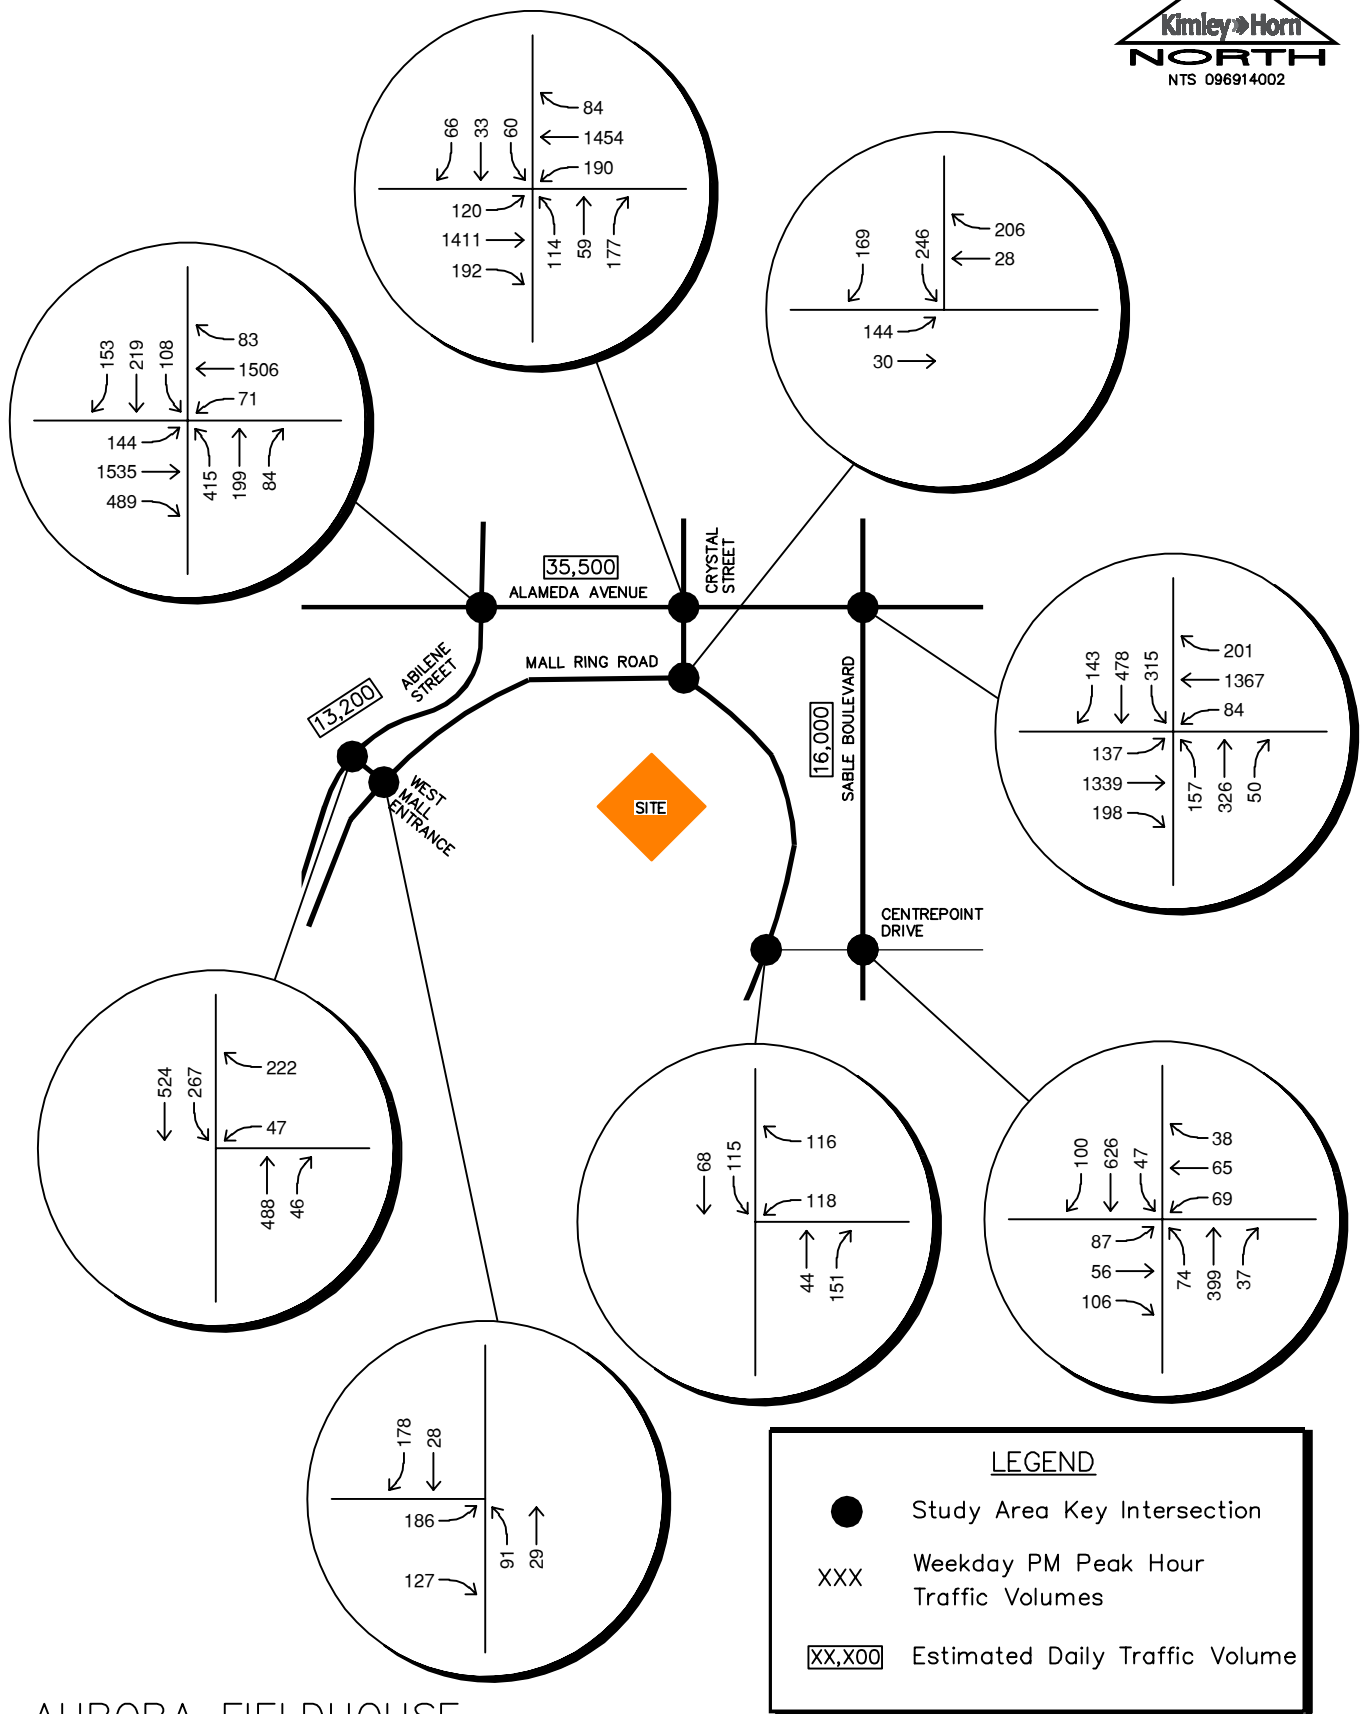 Kimley»Horn
NORTH
NTS 096914002
66 33 60
84
1454
190
120
1411
192
114 59 177
169 246
206
28
144
30
153 219 108
83
1506
71
144
1535
489
415 199 84
35,500
ALAMEDA AVENUE
CRYSTAL
STREET
MALL RING ROAD
ABILENE
STREET
13,200
WEST
MALL
ENTRANCE
SITE
16,000
SABLE BOULEVARD
CENTREPOINT
DRIVE
143 478 315
201
1367
84
137
1339
198
157 326 50
524 267
222
47
488 46
68 115
116
118
44 151
100 626 47
38
65
69
87
56
106
74 399 37
178 28
186
127
91 29
LEGEND
Study Area Key Intersection
XXX Weekday PM Peak Hour
Traffic Volumes
XX,X00 Estimated Daily Traffic Volume
AURORA FIELDHOUSE